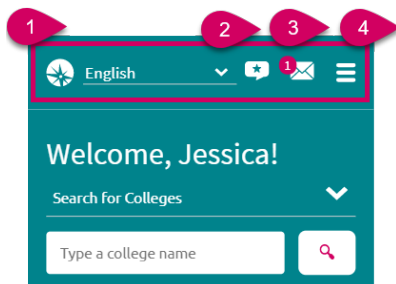 1 2 3 4
English 1
Welcome, Jessica!
Search for Colleges
Type a college name